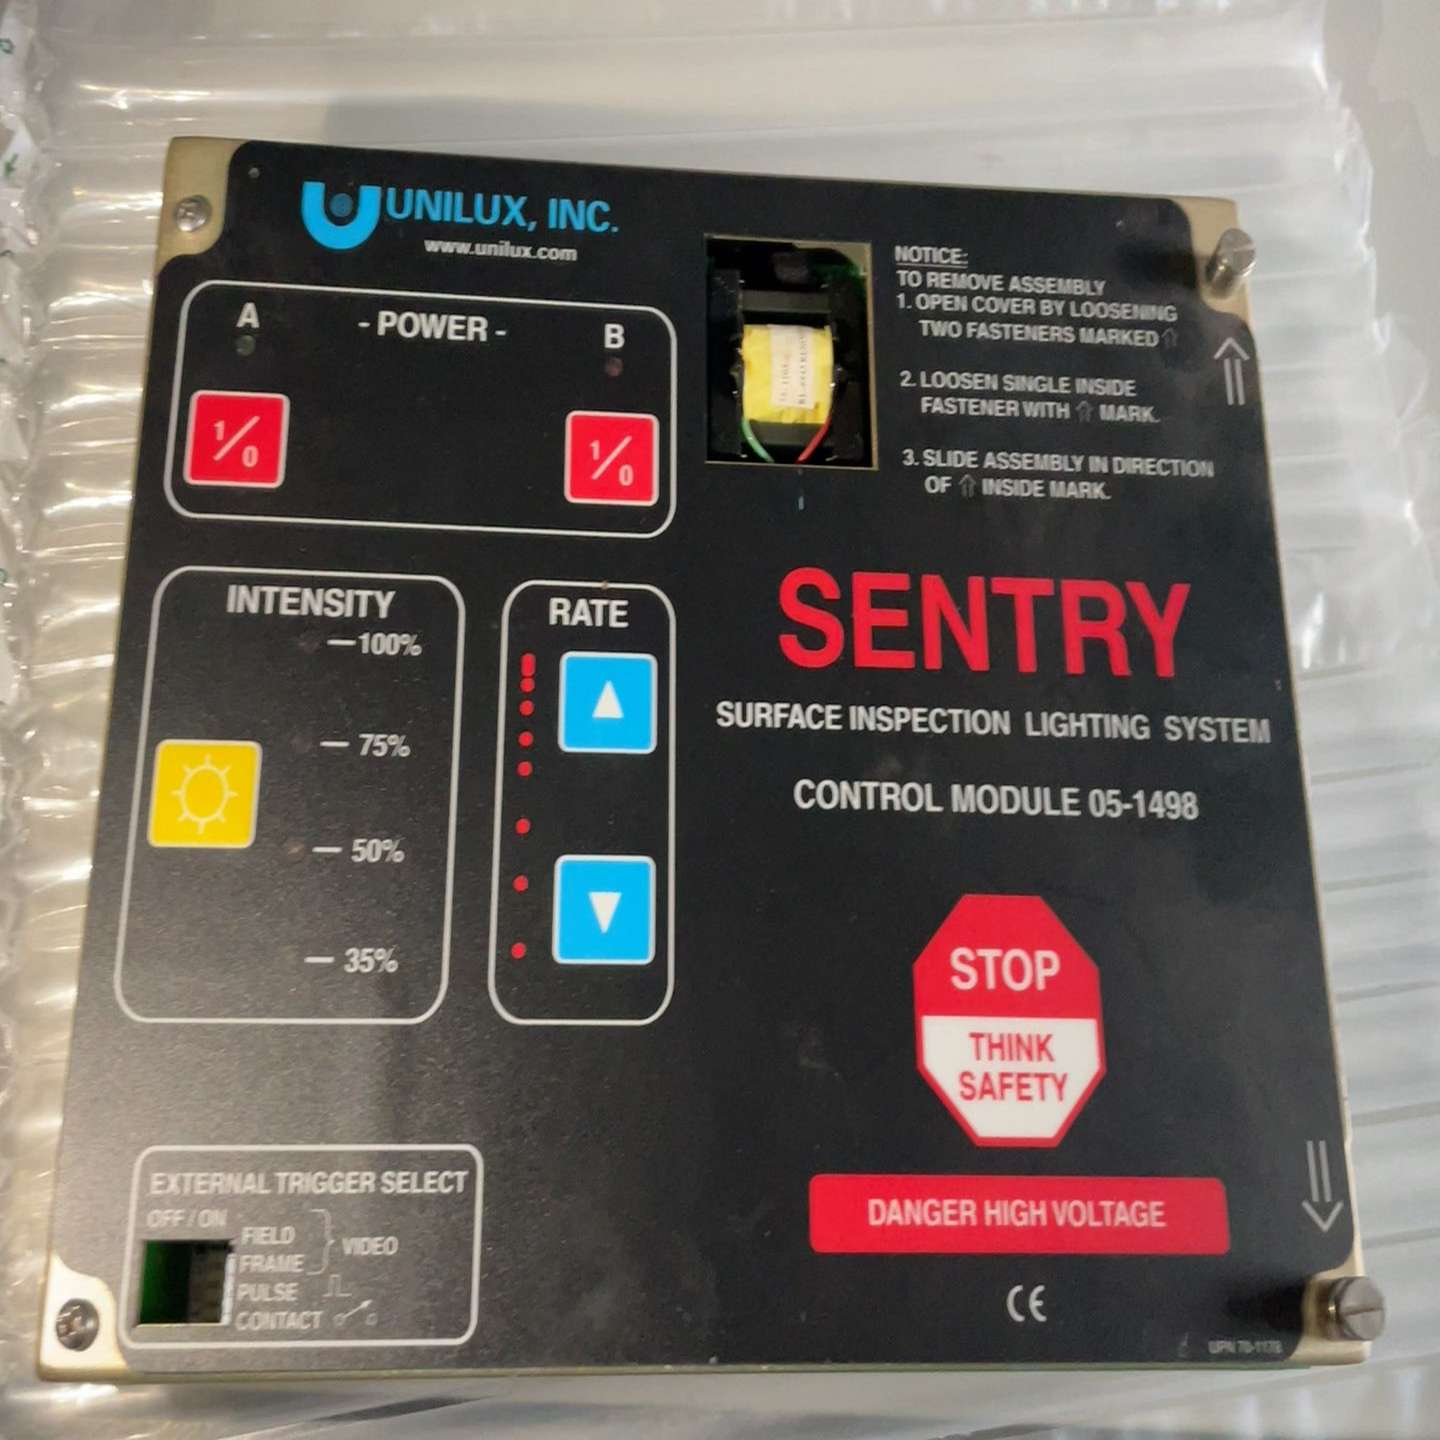 UNILUX, INC.
www.unilux.com
A
- POWER -
B
1/0
1/0
NOTICE:
TO REMOVE ASSEMBLY
1. OPEN COVER BY LOOSENING
TWO FASTENERS MARKED ⇧
2. LOOSEN SINGLE INSIDE
FASTENER WITH ⇧ MARK.
3. SLIDE ASSEMBLY IN DIRECTION
OF ⇧ INSIDE MARK.
INTENSITY
100%
75%
50%
35%
RATE
SENTRY
SURFACE INSPECTION LIGHTING SYSTEM
CONTROL MODULE 05-1498
STOP
THINK
SAFETY
DANGER HIGH VOLTAGE
CE
EXTERNAL TRIGGER SELECT
OFF / ON
FIELD
FRAME
VIDEO
PULSE
CONTACT